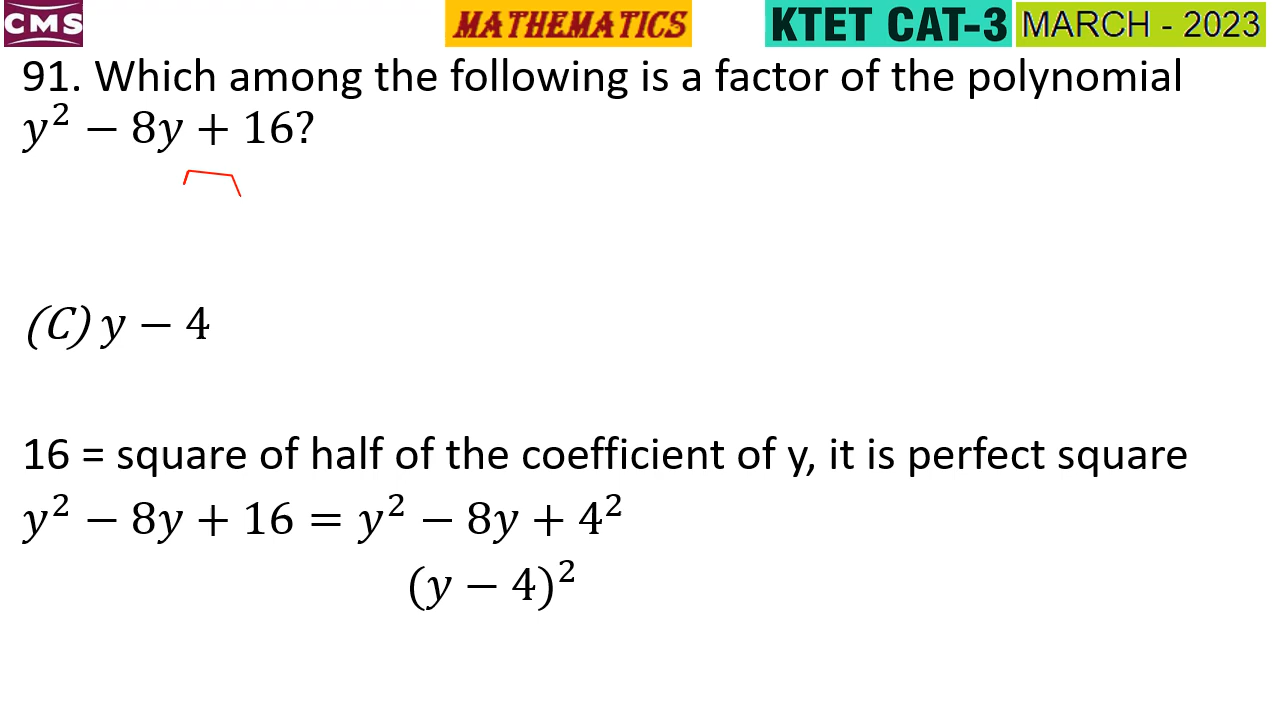 CMS MATHEMATICS KTET CAT-3 MARCH - 2023
91. Which among the following is a factor of the polynomial
y² − 8y + 16?
(C) y − 4
16 = square of half of the coefficient of y, it is perfect square
y² − 8y + 16 = y² − 8y + 4²
(y − 4)²